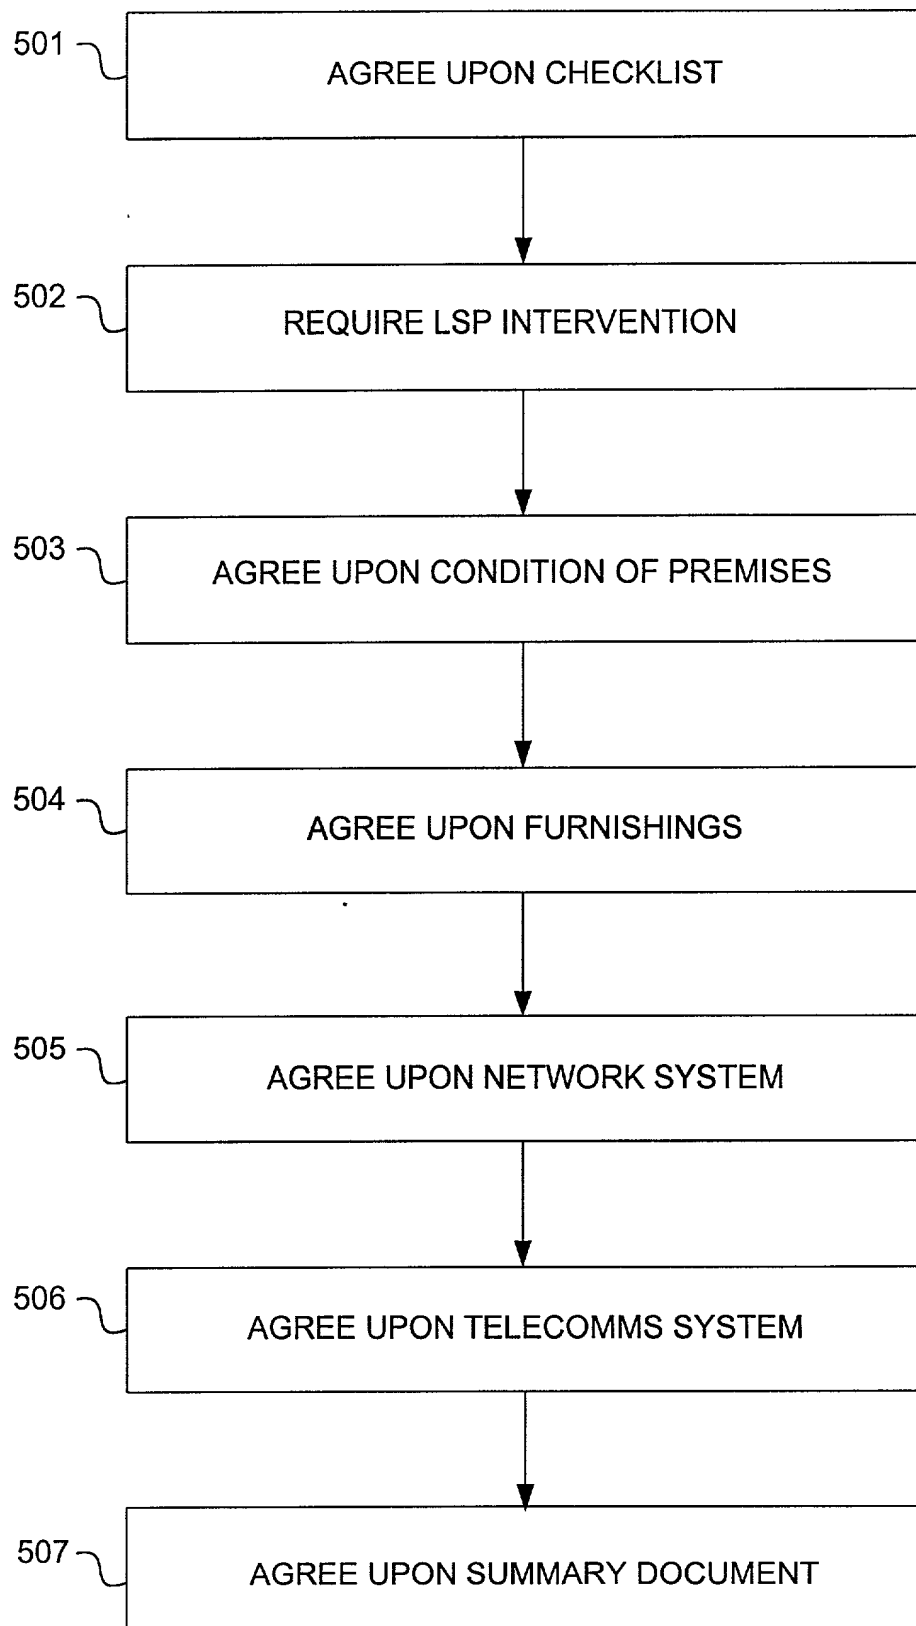 501
AGREE UPON CHECKLIST
502
REQUIRE LSP INTERVENTION
503
AGREE UPON CONDITION OF PREMISES
504
AGREE UPON FURNISHINGS
505
AGREE UPON NETWORK SYSTEM
506
AGREE UPON TELECOMMS SYSTEM
507
AGREE UPON SUMMARY DOCUMENT